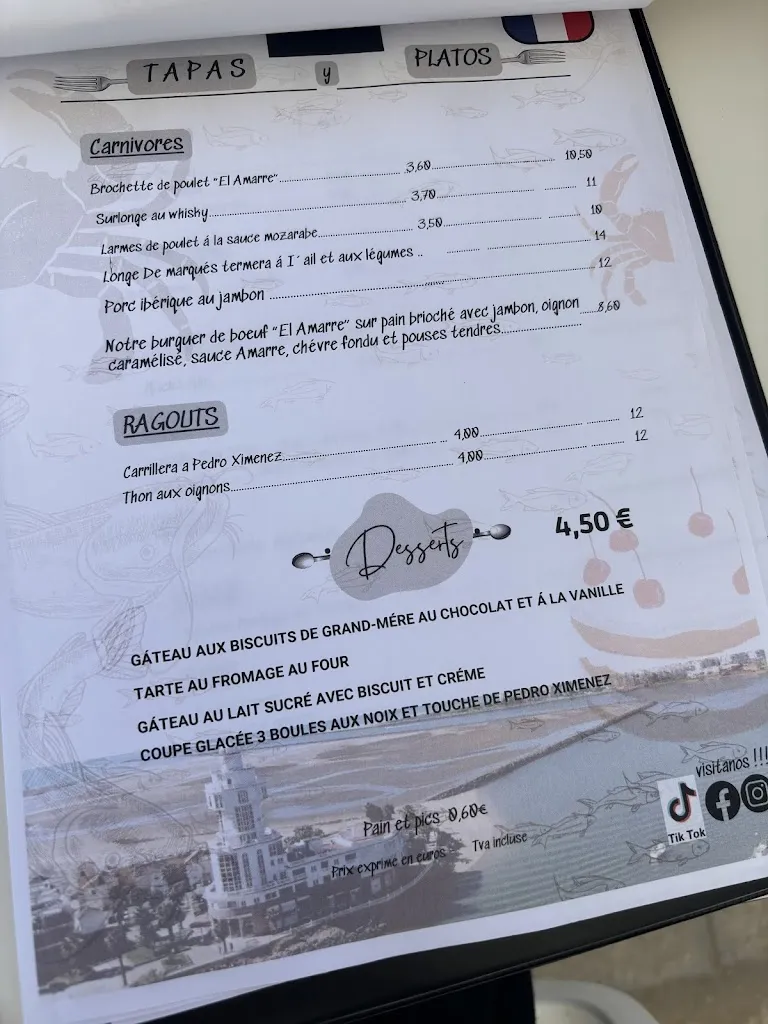 TAPAS y PLATOS
Carnivores
Brochette de poulet "El Amarre" 3,60 10,50
Surlonge au whisky 3,70 11
Larmes de poulet á la sauce mozarabe 3,50 10
Longe De marqués termera á I' ail et aux légumes .. 14
Porc ibérique au jambon 12
Notre burguer de boeuf "El Amarre" sur pain brioché avec jambon, oignon
caramélisé, sauce Amarre, chévre fondu et pouses tendres 8,60
RAGOUTS
Carrillera a Pedro Ximenez 4,00 12
Thon aux oignons 4,00 12
Desserts 4,50 €
GÁTEAU AUX BISCUITS DE GRAND-MÉRE AU CHOCOLAT ET Á LA VANILLE
TARTE AU FROMAGE AU FOUR
GÁTEAU AU LAIT SUCRÉ AVEC BISCUIT ET CRÉME
COUPE GLACÉE 3 BOULES AUX NOIX ET TOUCHE DE PEDRO XIMENEZ
visitanos !!!
Tik Tok
Pain et pics 0,60€
Prix exprime en euros Tva incluse